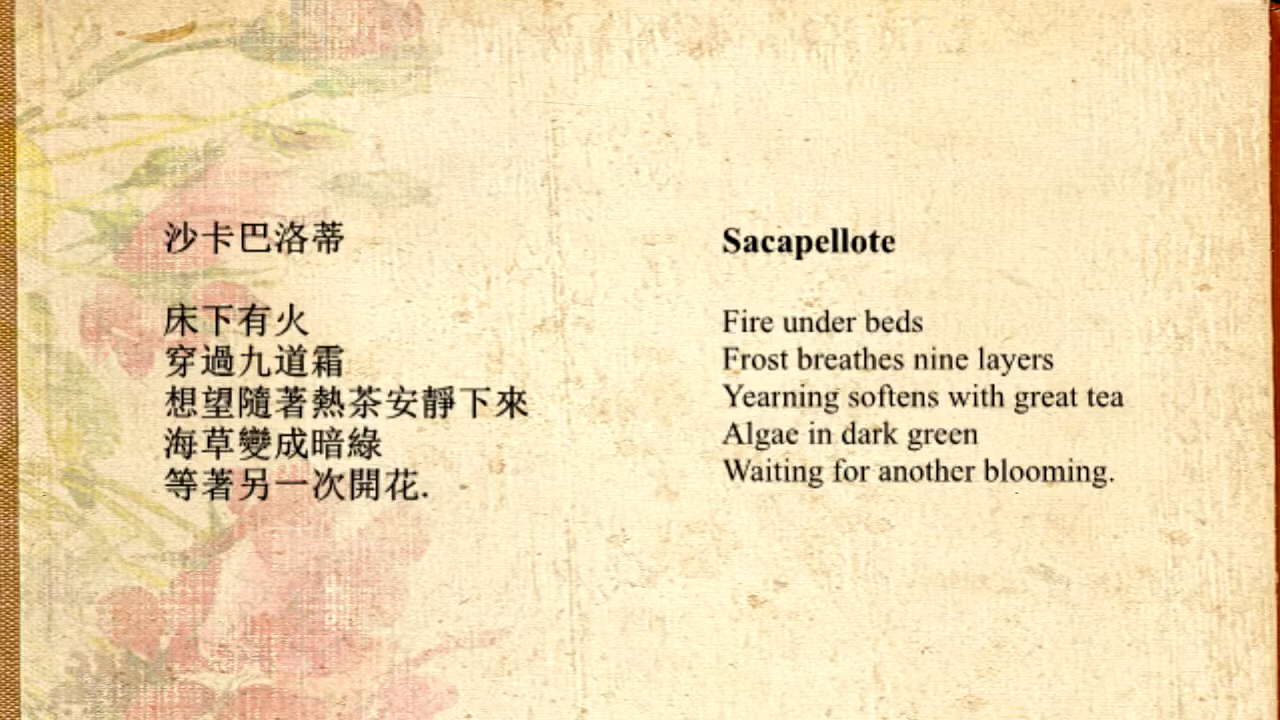 沙卡巴洛蒂
床下有火
穿過九道霜
想望隨著熱茶安靜下來
海草變成暗綠
等著另一次開花.
Sacapellote
Fire under beds
Frost breathes nine layers
Yearning softens with great tea
Algae in dark green
Waiting for another blooming.